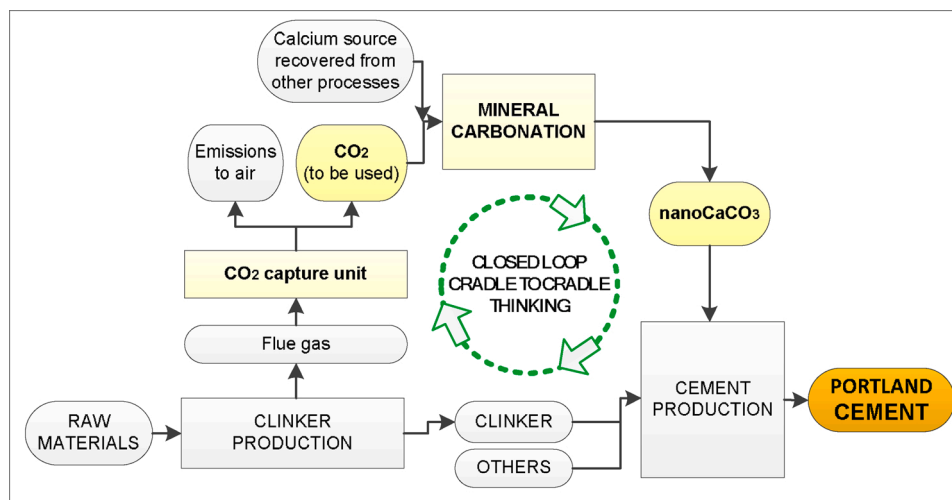 Calcium source
recovered from
other processes
MINERAL
CARBONATION
Emissions
to air
CO2
(to be used)
nanoCaCO3
CLOSED LOOP
CRADLE TO CRADLE
THINKING
CO2 capture unit
Flue gas
RAW
MATERIALS
CLINKER
PRODUCTION
CLINKER
OTHERS
CEMENT
PRODUCTION
PORTLAND
CEMENT